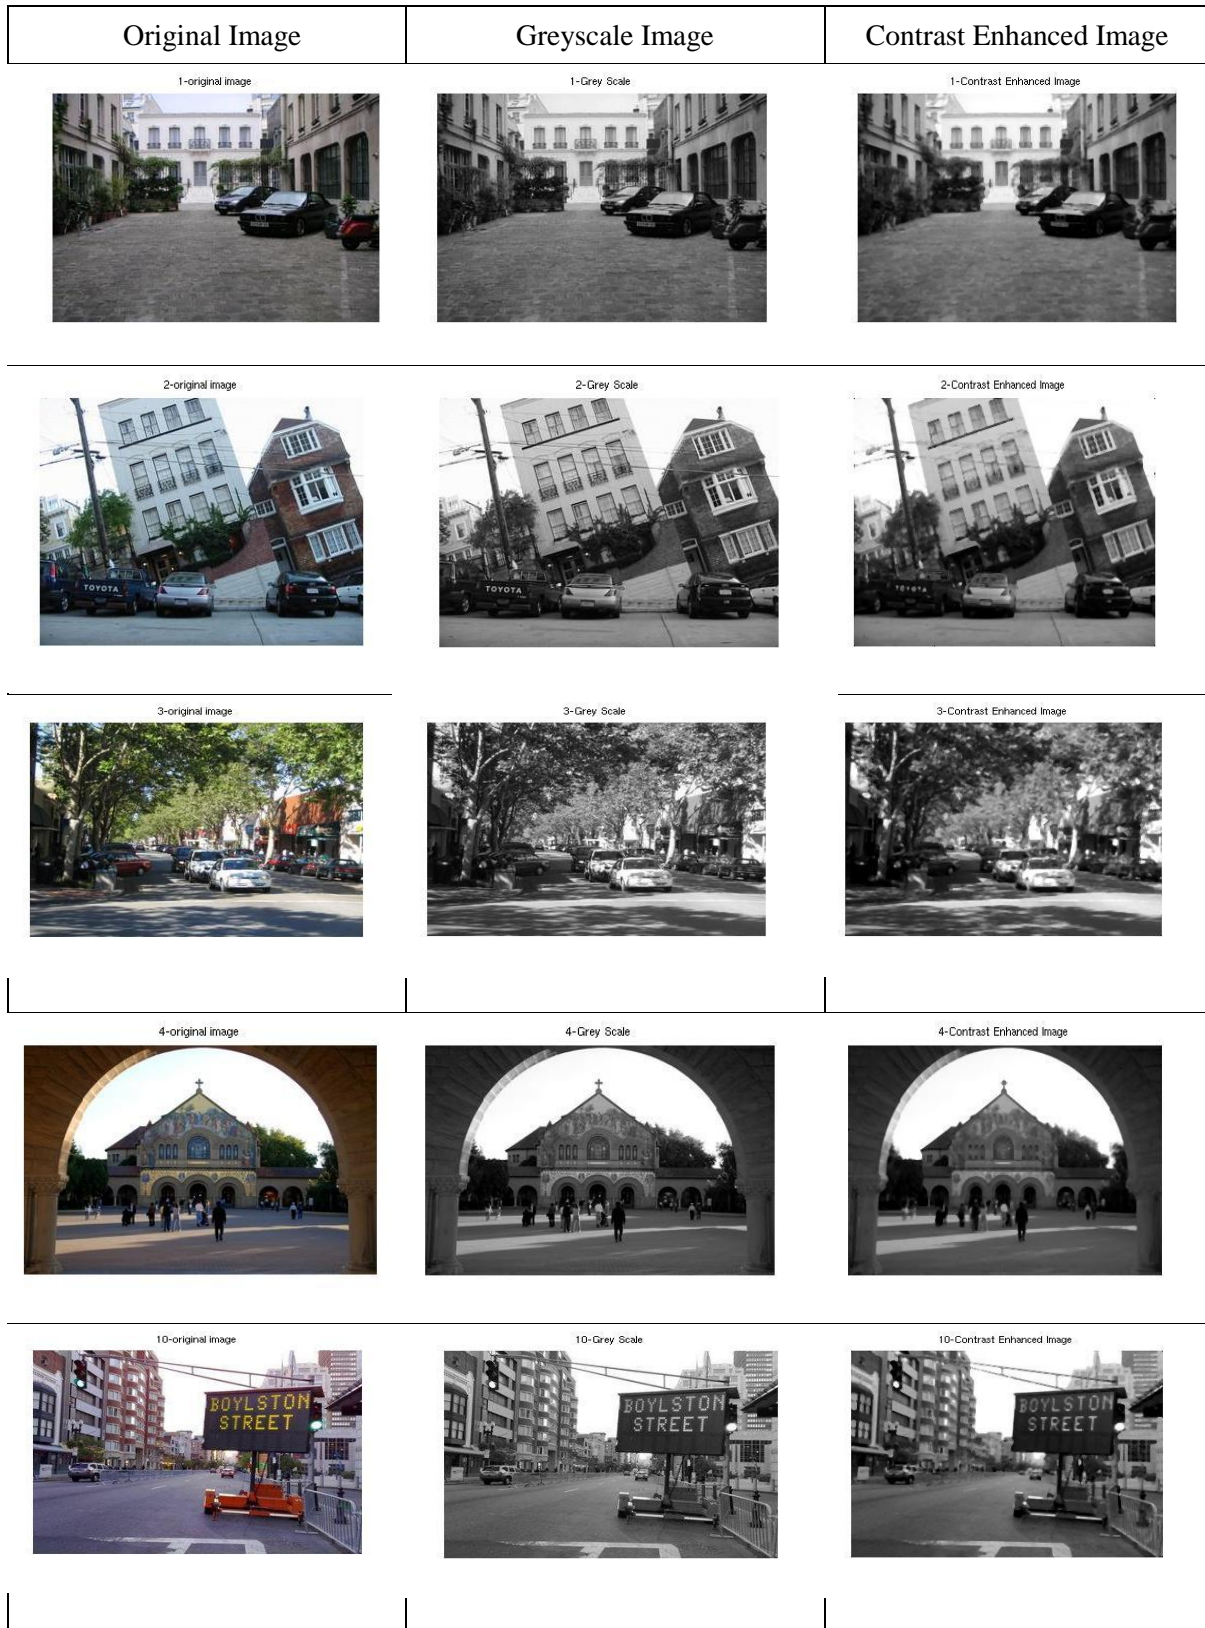 Original Image Greyscale Image Contrast Enhanced Image
1-original image 1-Grey Scale 1-Contrast Enhanced Image
2-original image 2-Grey Scale 2-Contrast Enhanced Image
TOYOTA TOYOTA TOYOTA
3-original image 3-Grey Scale 3-Contrast Enhanced Image
4-original image 4-Grey Scale 4-Contrast Enhanced Image
10-original image 10-Grey Scale 10-Contrast Enhanced Image
BOYLSTON BOYLSTON BOYLSTON
STREET STREET STREET